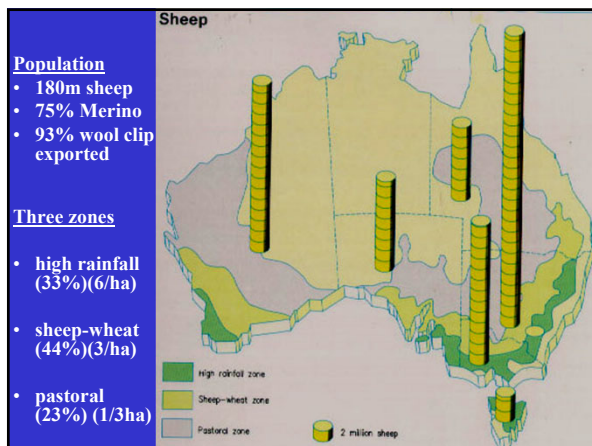 Sheep
Population
• 180m sheep
• 75% Merino
• 93% wool clip
exported
Three zones
• high rainfall
(33%)(6/ha)
• sheep-wheat
(44%)(3/ha)
• pastoral
(23%) (1/3ha)
High rainfall zone
Sheep-wheat zone
Pastoral zone
2 million sheep